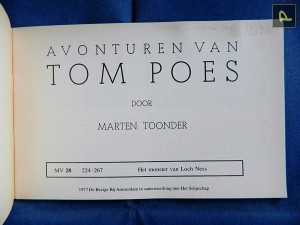 AVONTUREN VAN
TOM POES
DOOR
MARTEN TOONDER
MV 28 224-267 Het monster van Loch Ness
1977 De Bezige Bij Amsterdam in samenwerking met Het Stripschap